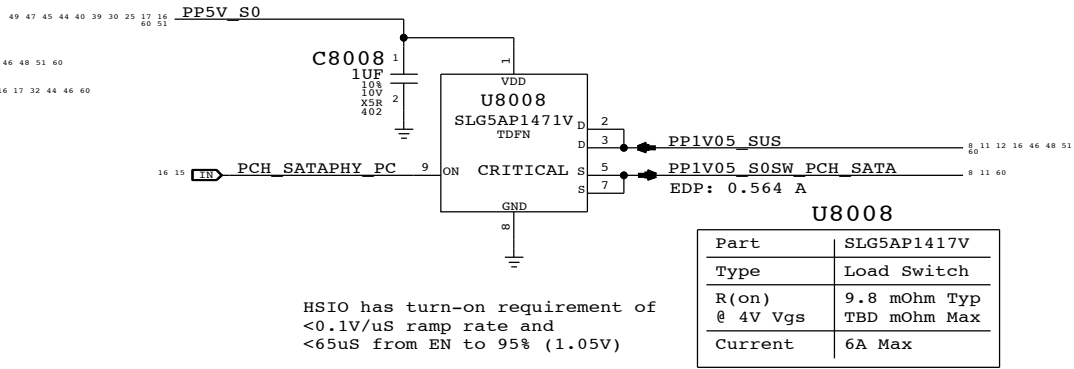 49 47 45 44 40 39 30 25 17 16
60 51
PP5V_S0
46 48 51 60
16 17 32 44 46 60
C8008
1
1UF
10%
10V
X5R
402
2
1
VDD
U8008
SLG5AP1471V
TDFN
D 2
D 3
PP1V05_SUS
8 11 12 16 46 48 51
60
16 15
IN
PCH_SATAPHY_PC
9
ON
CRITICAL
S 5
S 7
PP1V05_S0SW_PCH_SATA
8 11 60
EDP: 0.564 A
GND
8
U8008
Part SLG5AP1417V
Type Load Switch
R(on) 9.8 mOhm Typ
@ 4V Vgs TBD mOhm Max
Current 6A Max
HSIO has turn-on requirement of
<0.1V/uS ramp rate and
<65uS from EN to 95% (1.05V)